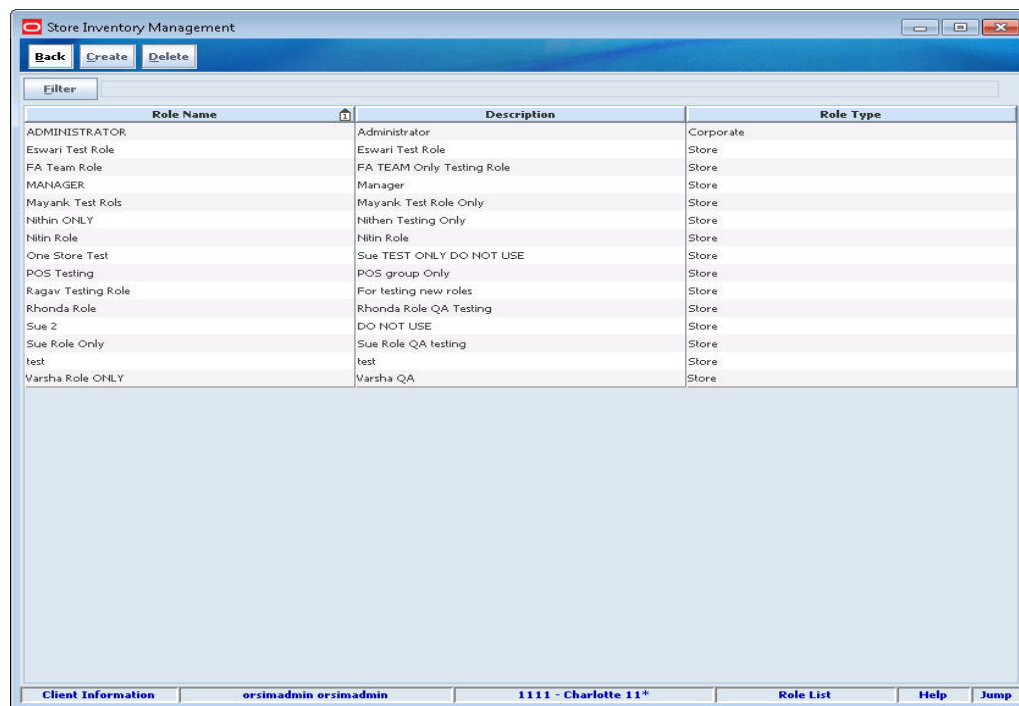 Store Inventory Management
Back Create Delete
Filter
Role Name 1 Description Role Type
ADMINISTRATOR Administrator Corporate
Eswari Test Role Eswari Test Role Store
FA Team Role FA TEAM Only Testing Role Store
MANAGER Manager Store
Mayank Test Rols Mayank Test Role Only Store
Nithin ONLY Nithen Testing Only Store
Nitin Role Nitin Role Store
One Store Test Sue TEST ONLY DO NOT USE Store
POS Testing POS group Only Store
Ragav Testing Role For testing new roles Store
Rhonda Role Rhonda Role QA Testing Store
Sue 2 DO NOT USE Store
Sue Role Only Sue Role QA testing Store
test test Store
Varsha Role ONLY Varsha QA Store
Client Information orsimadmin orsimadmin 1111 - Charlotte 11* Role List Help Jump